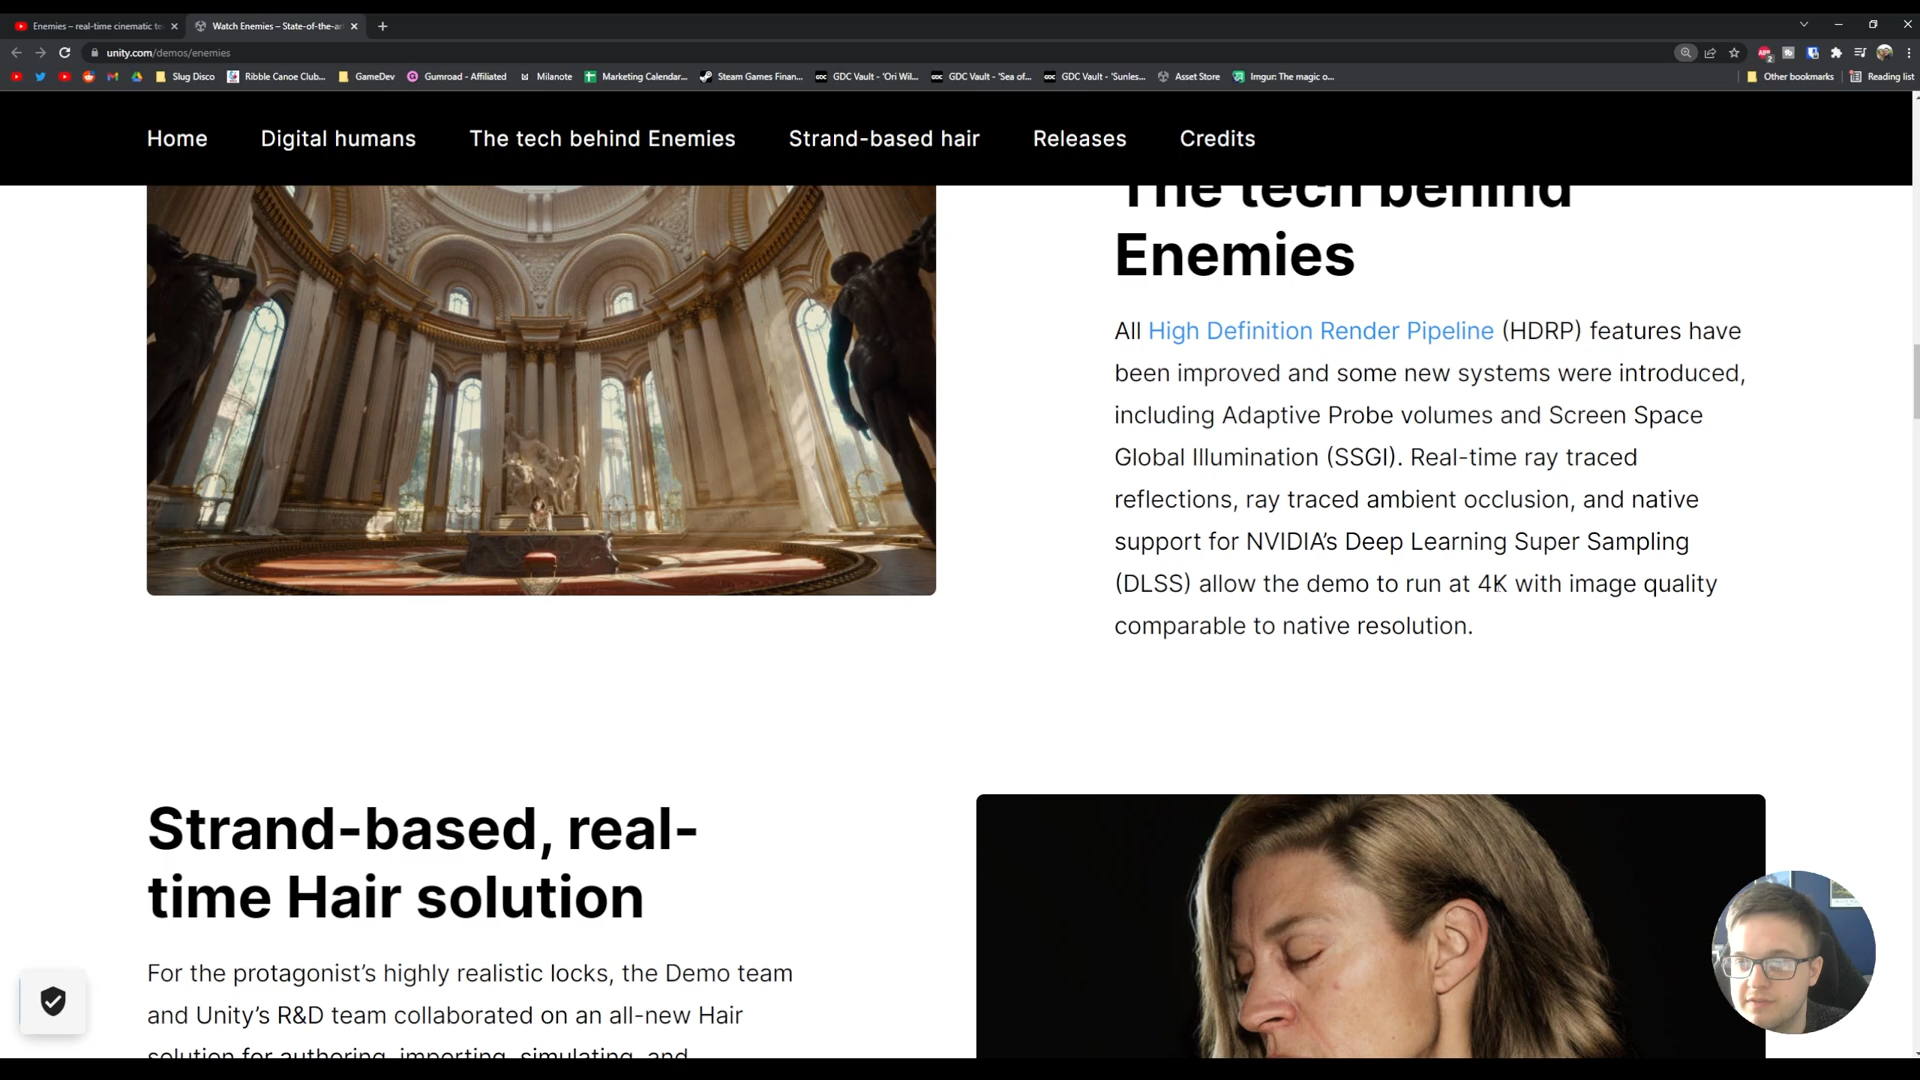 Enemies – real-time cinematic te
Watch Enemies – State-of-the-ar
unity.com/demos/enemies
Slug Disco
Ribble Canoe Club...
GameDev
Gumroad - Affiliated
Milanote
Marketing Calendar...
Steam Games Finan...
GDC Vault - 'Ori Wil...
GDC Vault - 'Sea of...
GDC Vault - 'Sunles...
Asset Store
Imgur: The magic o...
Other bookmarks
Reading list
Home
Digital humans
The tech behind Enemies
Strand-based hair
Releases
Credits
The tech behind
Enemies
All High Definition Render Pipeline (HDRP) features have
been improved and some new systems were introduced,
including Adaptive Probe volumes and Screen Space
Global Illumination (SSGI). Real-time ray traced
reflections, ray traced ambient occlusion, and native
support for NVIDIA's Deep Learning Super Sampling
(DLSS) allow the demo to run at 4K with image quality
comparable to native resolution.
Strand-based, real-
time Hair solution
For the protagonist's highly realistic locks, the Demo team
and Unity's R&D team collaborated on an all-new Hair
solution for authoring, importing, simulating, and